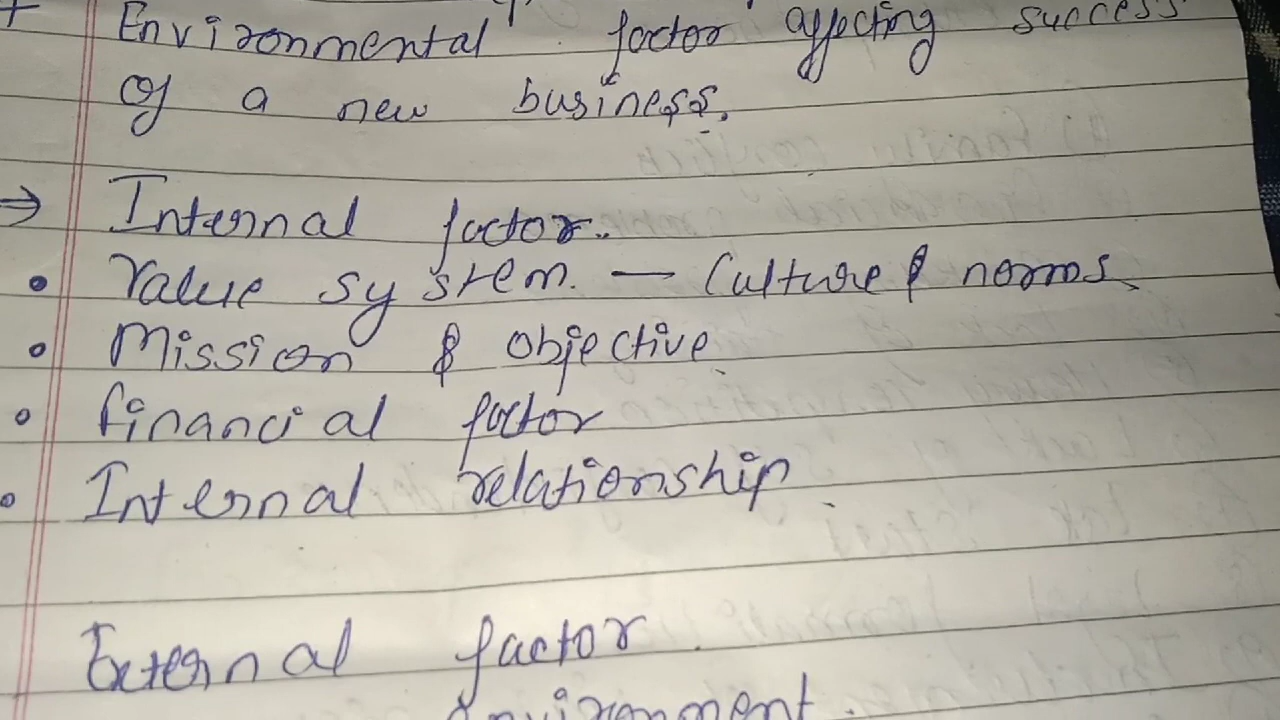 Environmental factor affecting success
of a new business.
⇒ Internal factor.
• Value system. — Culture & norms
• Mission & objective
• financial factor
• Internal relationship
External factor
environment.